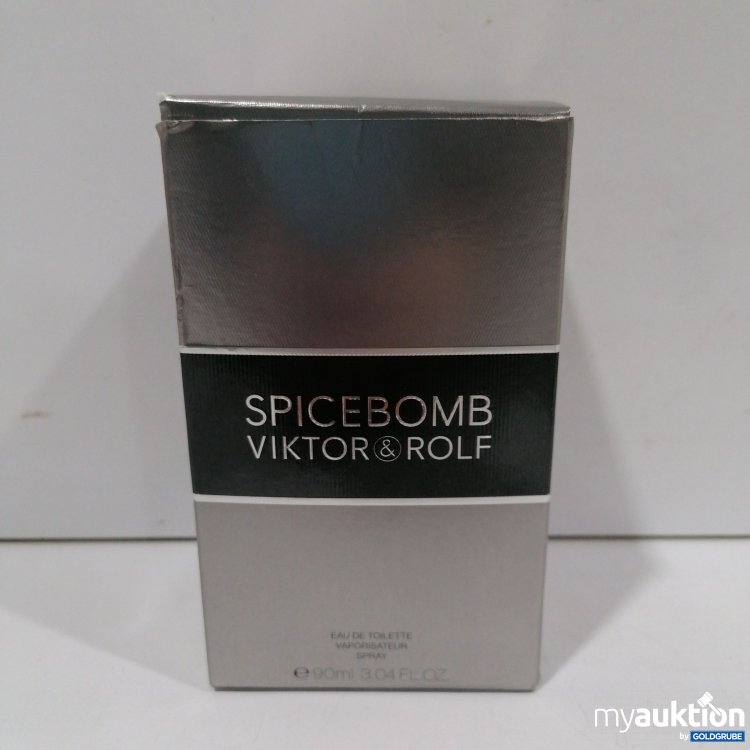 SPICEBOMB
VIKTOR & ROLF
EAU DE TOILETTE
VAPORISATEUR
SPRAY
℮ 90ml 3.04 FL.OZ.
myauktion
by GOLDGRUBE